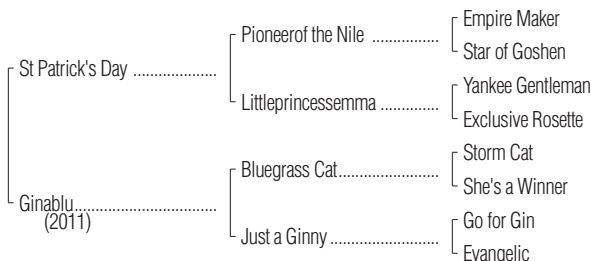 Empire Maker
Pioneerof the Nile ................
Star of Goshen
St Patrick's Day ....................
Yankee Gentleman
Littleprincessemma ..............
Exclusive Rosette
Storm Cat
Bluegrass Cat........................
She's a Winner
Ginablu..................................
(2011)
Go for Gin
Just a Ginny ..........................
Evangelic